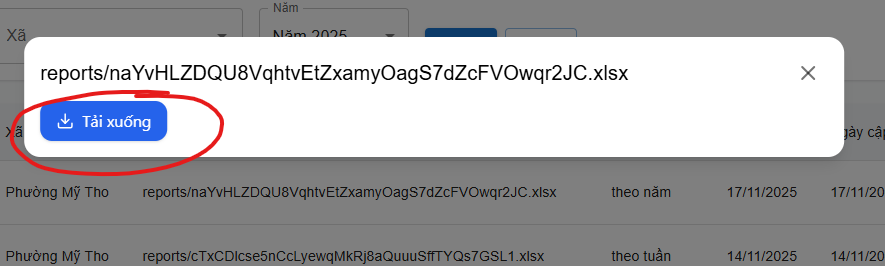 Năm
Xã
Năm 2025
reports/naYvHLZDQU8VqhtvEtZxamyOagS7dZcFVOwqr2JC.xlsx
Tải xuống
Xã
gày cập
Phường Mỹ Tho reports/naYvHLZDQU8VqhtvEtZxamyOagS7dZcFVOwqr2JC.xlsx theo năm 17/11/2025 17/11/20
Phường Mỹ Tho reports/cTxCDlcse5nCcLyewqMkRj8aQuuuSffTYQs7GSL1.xlsx theo tuần 14/11/2025 14/11/20